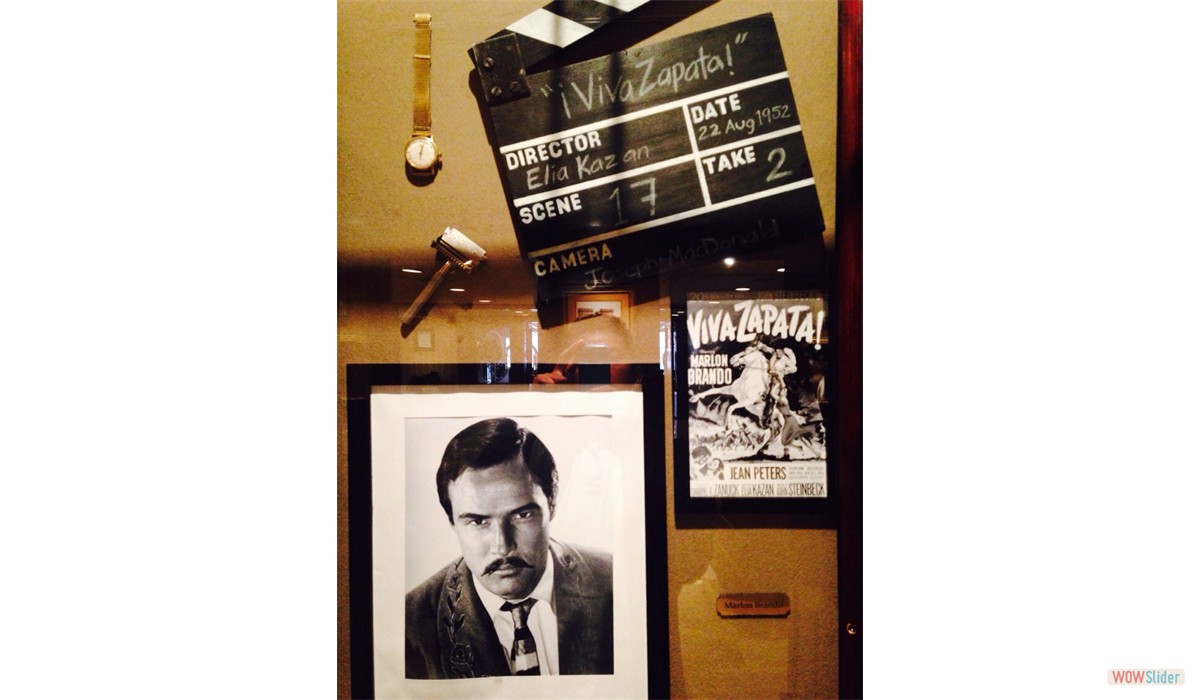 "¡Viva Zapata!"
DIRECTOR
Elia Kazan
DATE
22 Aug 1952
SCENE
17
TAKE
2
CAMERA
Joseph MacDonald
VIVA ZAPATA!
MARLON
BRANDO
JEAN PETERS
ZANUCK KAZAN STEINBECK
Marlon Brando
WOWSlider